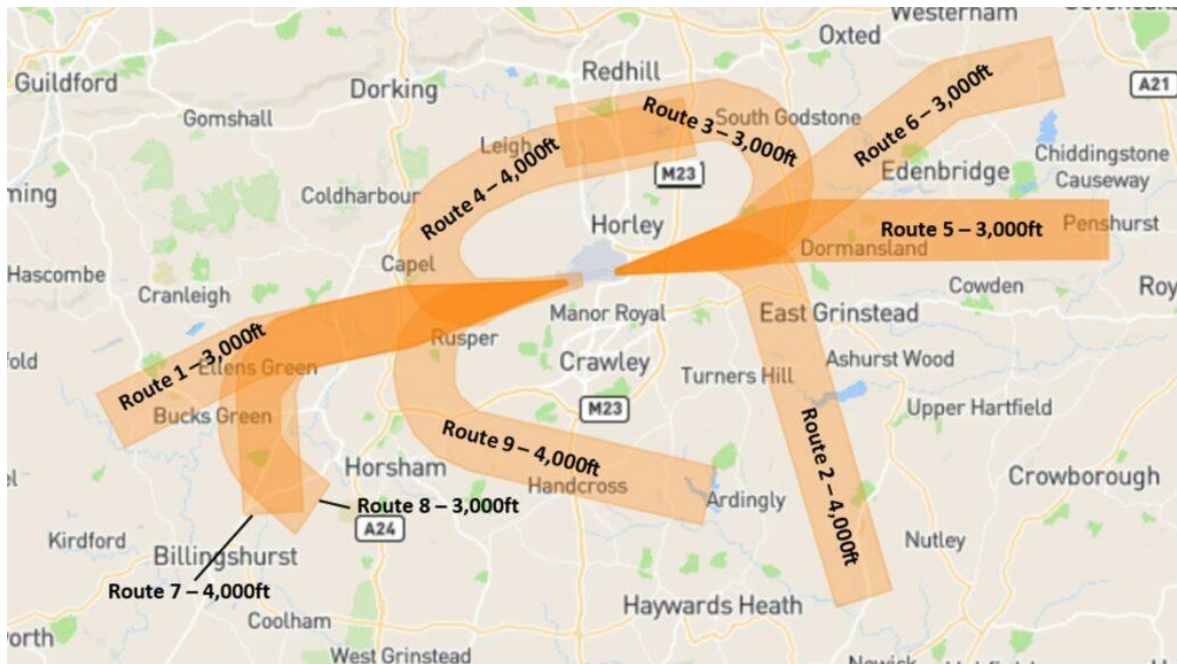 Westerham
Oxted
Guildford
Dorking
Redhill
A21
Gomshall
Route 3 – 3,000ft
South Godstone
Route 6 – 3,000ft
Leigh
Route 4 – 4,000ft
M23
Edenbridge
Chiddingstone
Causeway
ming
Coldharbour
Horley
Route 5 – 3,000ft
Penshurst
Dormansland
Capel
Hascombe
Cranleigh
Cowden
Roy
Manor Royal
East Grinstead
Rusper
Route 1 – 3,000ft
fold
Ellens Green
Crawley
Turners Hill
Ashurst Wood
Bucks Green
M23
Upper Hartfield
Route 9 – 4,000ft
Route 2 – 4,000ft
Horsham
Crowborough
el
Handcross
Ardingly
Route 8 – 3,000ft
A24
Kirdford
Billingshurst
Nutley
Route 7 – 4,000ft
Haywards Heath
Coolham
orth
West Grinstead